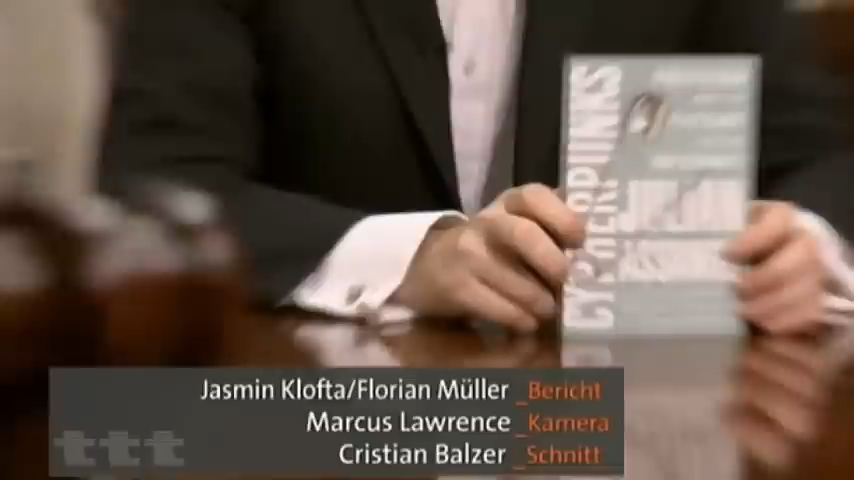 CYPHERPUNKS
JULIAN
ASSANGE
Jasmin Klofta/Florian Müller _Bericht
Marcus Lawrence _Kamera
Cristian Balzer _Schnitt
ttt